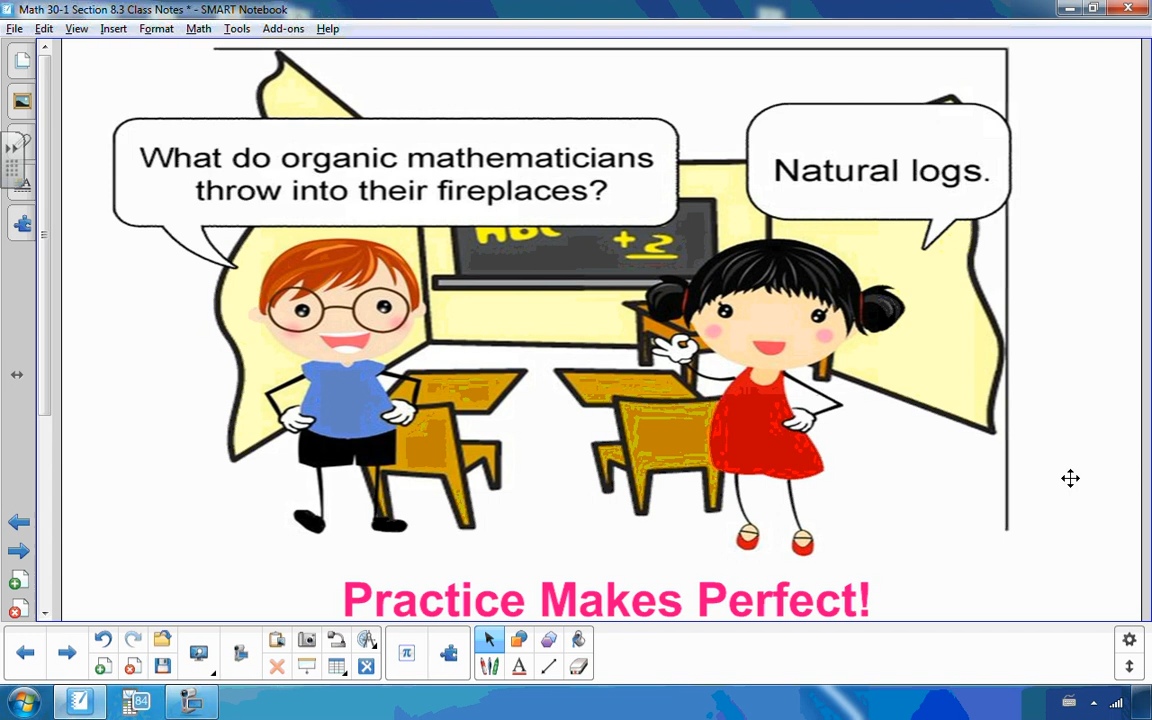 Math 30-1 Section 8.3 Class Notes * - SMART Notebook
File Edit View Insert Format Math Tools Add-ons Help
What do organic mathematicians
throw into their fireplaces?
Natural logs.
ABC
+2
Practice Makes Perfect!
π
A
84